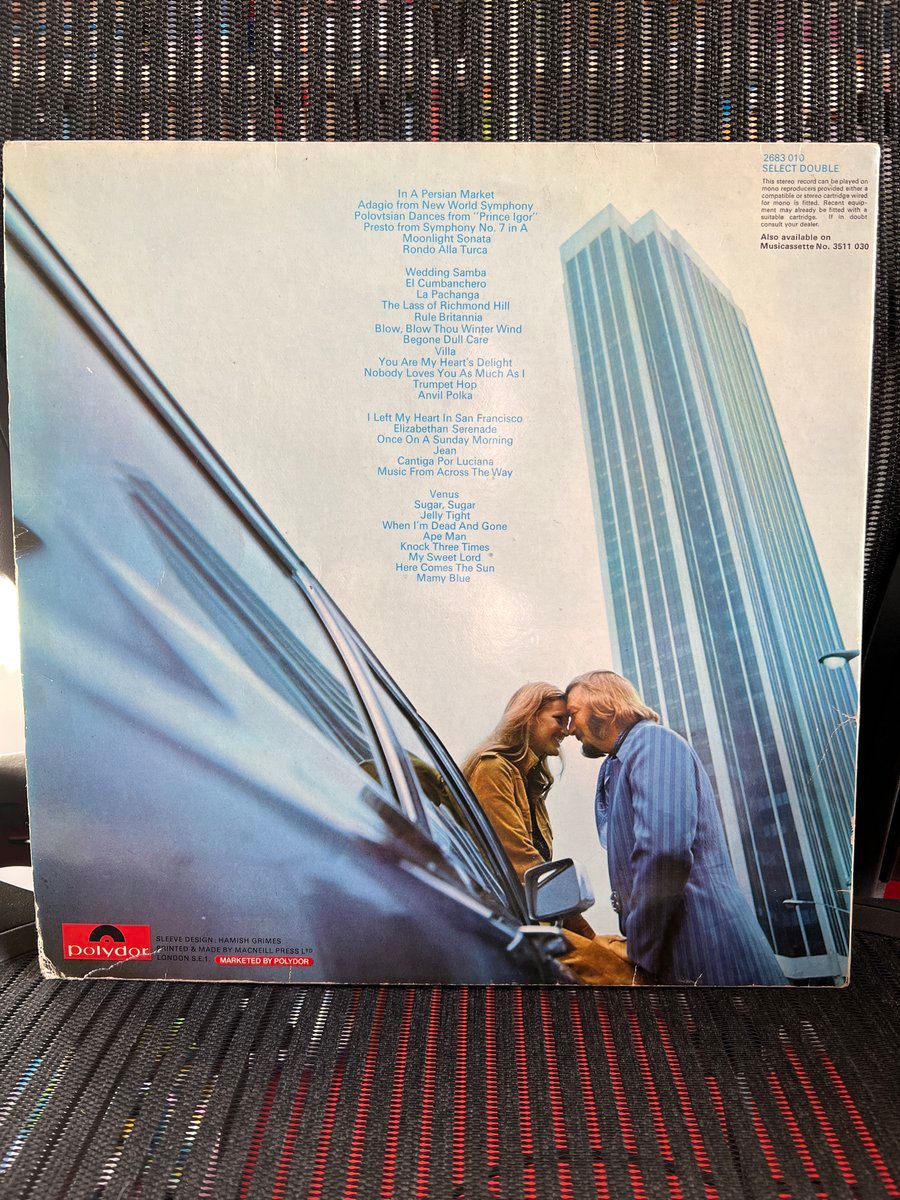 2683 010
SELECT DOUBLE
This stereo record can be played on
mono reproducers provided either a
compatible or stereo cartridge wired
for mono is fitted. Recent equip-
ment may already be fitted with a
suitable cartridge. If in doubt
consult your dealer.
Also available on
Musicassette No. 3511 030
In A Persian Market
Adagio from New World Symphony
Polovtsian Dances from "Prince Igor"
Presto from Symphony No. 7 in A
Moonlight Sonata
Rondo Alla Turca
Wedding Samba
El Cumbanchero
La Pachanga
The Lass of Richmond Hill
Rule Britannia
Blow, Blow Thou Winter Wind
Begone Dull Care
Villa
You Are My Heart's Delight
Nobody Loves You As Much As I
Trumpet Hop
Anvil Polka
I Left My Heart In San Francisco
Elizabethan Serenade
Once On A Sunday Morning
Jean
Cantiga Por Luciana
Music From Across The Way
Venus
Sugar, Sugar
Jelly Tight
When I'm Dead And Gone
Ape Man
Knock Three Times
My Sweet Lord
Here Comes The Sun
Mamy Blue
polydor
SLEEVE DESIGN: HAMISH GRIMES
PRINTED & MADE BY MACNEILL PRESS LTD
LONDON S.E.1. MARKETED BY POLYDOR